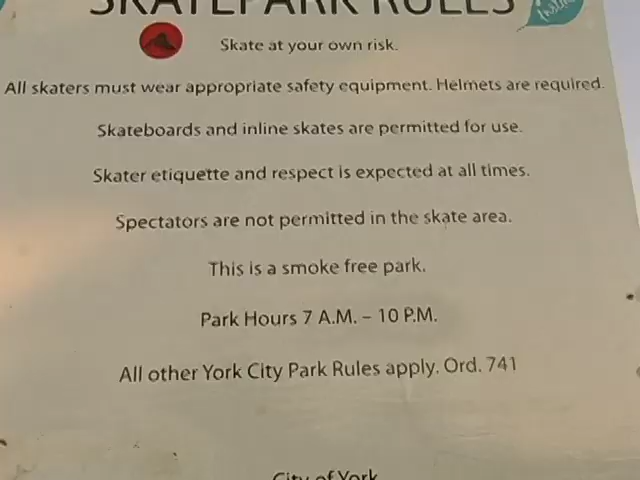 SKATEPARK RULES
Skate at your own risk.
All skaters must wear appropriate safety equipment. Helmets are required.
Skateboards and inline skates are permitted for use.
Skater etiquette and respect is expected at all times.
Spectators are not permitted in the skate area.
This is a smoke free park.
Park Hours 7 A.M. – 10 P.M.
All other York City Park Rules apply. Ord. 741
City of York